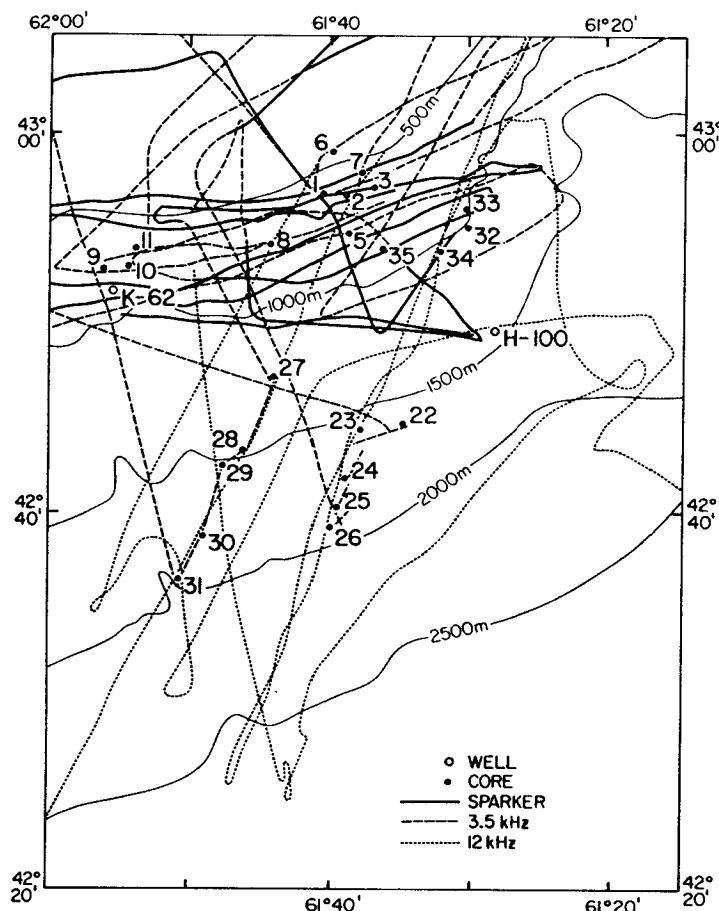 62°00' 61°40' 61°20'
43°
00'
43°
00'
500m
6
7
1
3
2
33
32
5
8
11
9
10
35
34
K-62
1000m
H-100
27
1500m
22
23
28
29
24
2000m
42°
40'
25
42°
40'
26
30
31
2500m
WELL
CORE
SPARKER
3.5 kHz
12 kHz
42°
20'
42°
20'
61°40' 61°20'